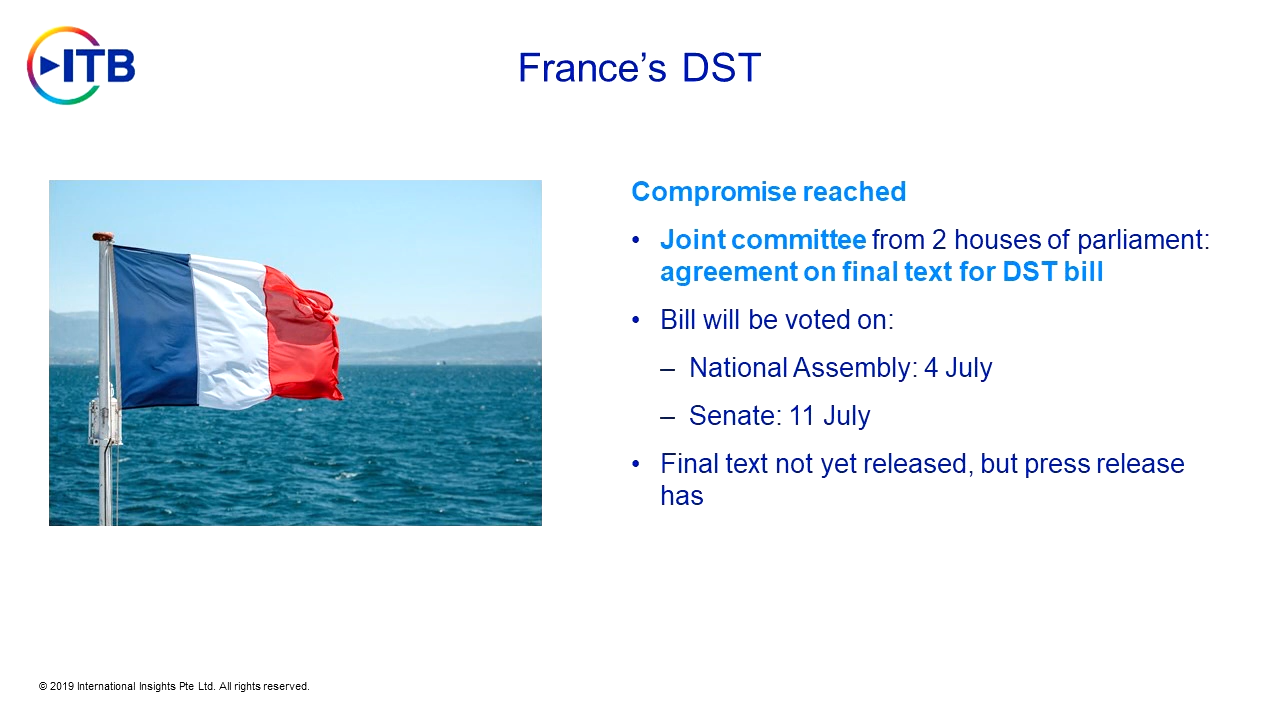 ITB
France’s DST
Compromise reached
• Joint committee from 2 houses of parliament:
agreement on final text for DST bill
• Bill will be voted on:
– National Assembly: 4 July
– Senate: 11 July
• Final text not yet released, but press release
has
© 2019 International Insights Pte Ltd. All rights reserved.